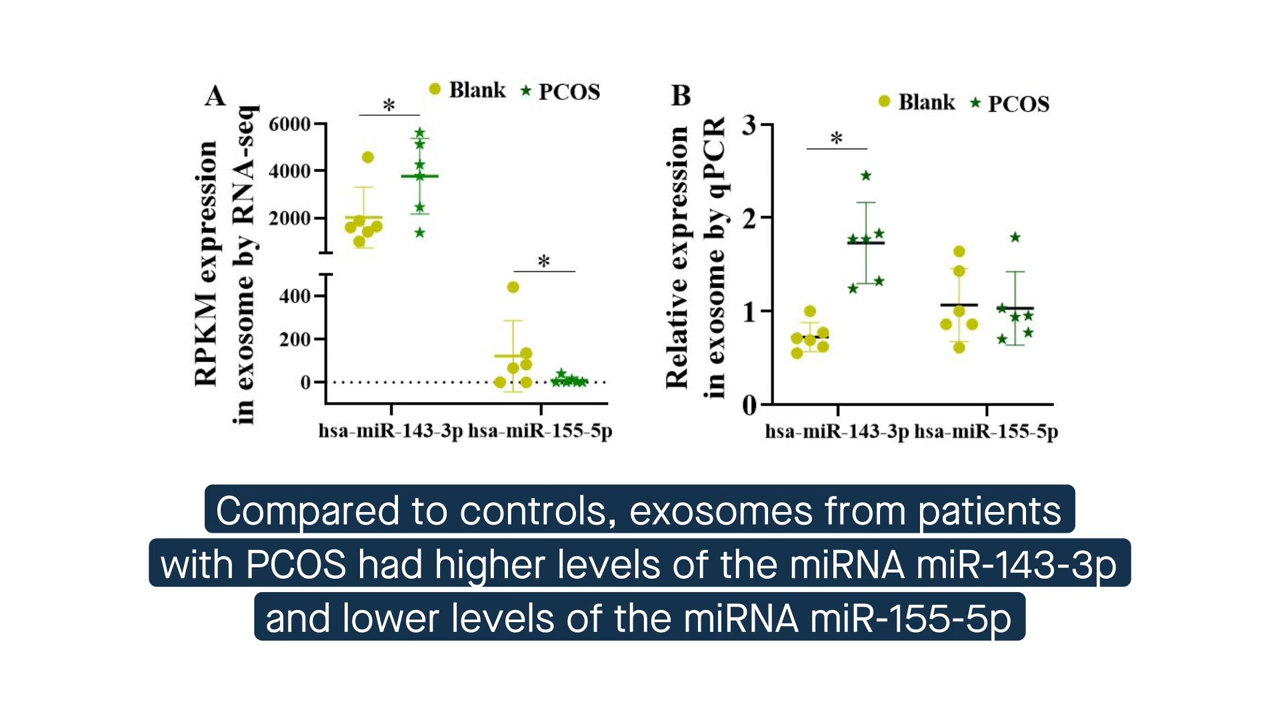 A
Blank
PCOS
*
RPKM expression
in exosome by RNA-seq
6000
4000
2000
*
400
200
0
hsa-miR-143-3p hsa-miR-155-5p
B
Blank
PCOS
Relative expression
in exosome by qPCR
3
*
2
1
0
hsa-miR-143-3p hsa-miR-155-5p
Compared to controls, exosomes from patients
with PCOS had higher levels of the miRNA miR-143-3p
and lower levels of the miRNA miR-155-5p